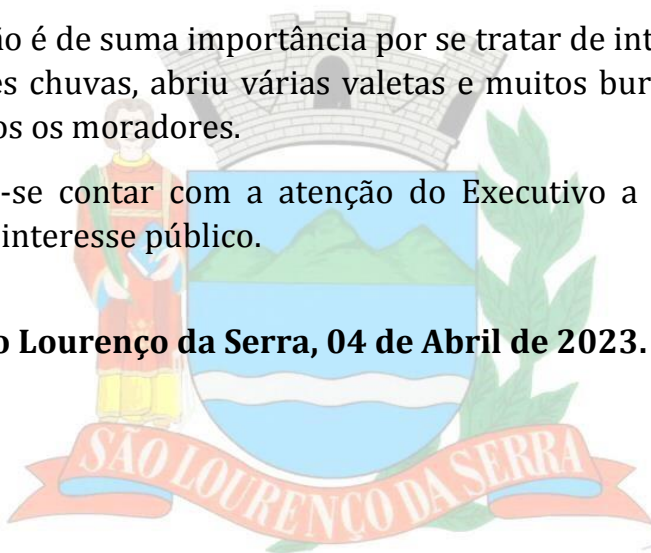 ão é de suma importância por se tratar de int
es chuvas, abriu várias valetas e muitos bur
os os moradores.
-se contar com a atenção do Executivo a
interesse público.
o Lourenço da Serra, 04 de Abril de 2023.
SÃO LOURENÇO DA SERRA